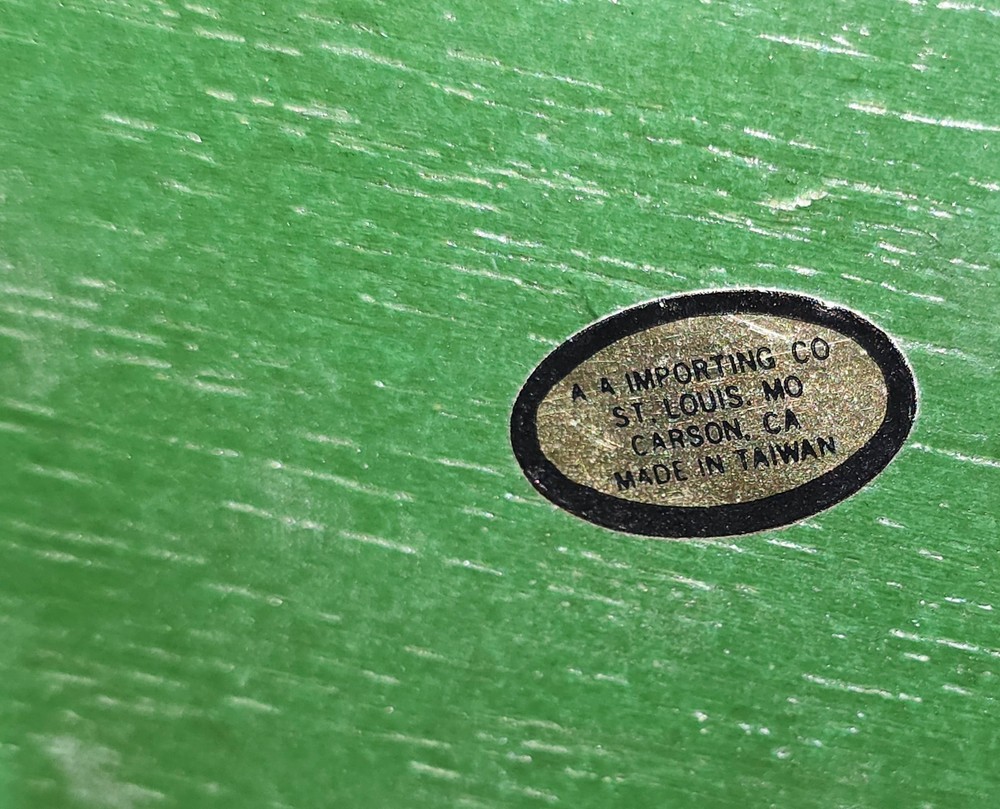 A A IMPORTING CO
ST. LOUIS, MO
CARSON, CA
MADE IN TAIWAN